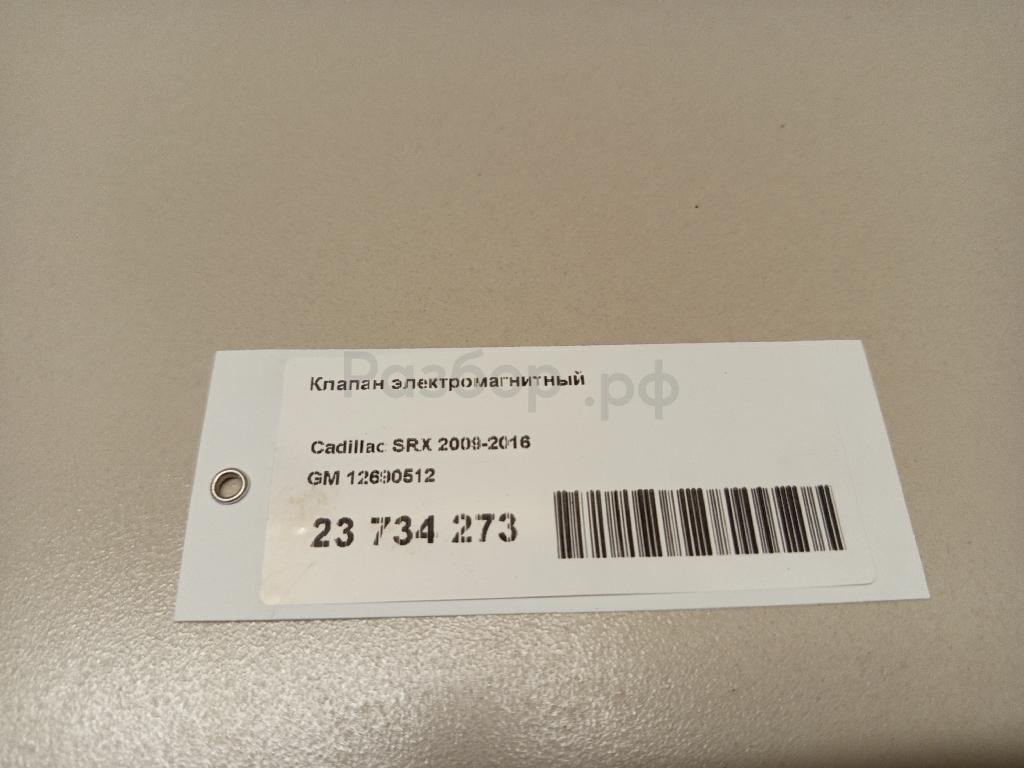 Разбор.рф
Клапан электромагнитный
Cadillac SRX 2009-2016
GM 12690512
23 734 273